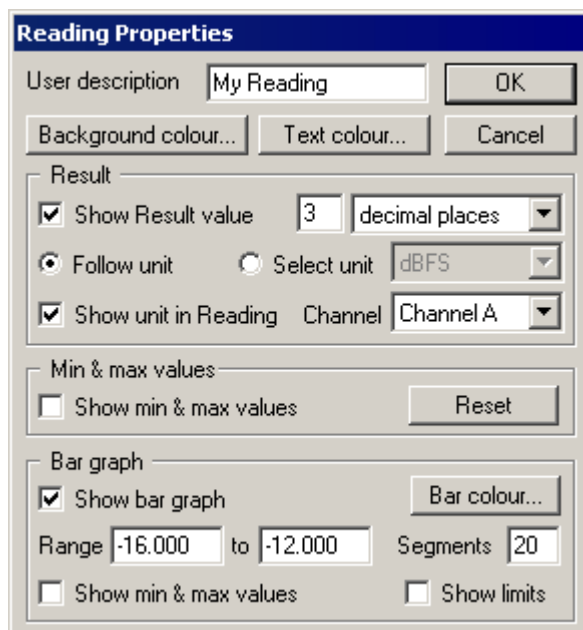 Reading Properties
User description My Reading OK
Background colour... Text colour... Cancel
Result
Show Result value 3 decimal places
Follow unit Select unit dBFS
Show unit in Reading Channel Channel A
Min & max values
Show min & max values Reset
Bar graph
Show bar graph Bar colour...
Range -16.000 to -12.000 Segments 20
Show min & max values Show limits